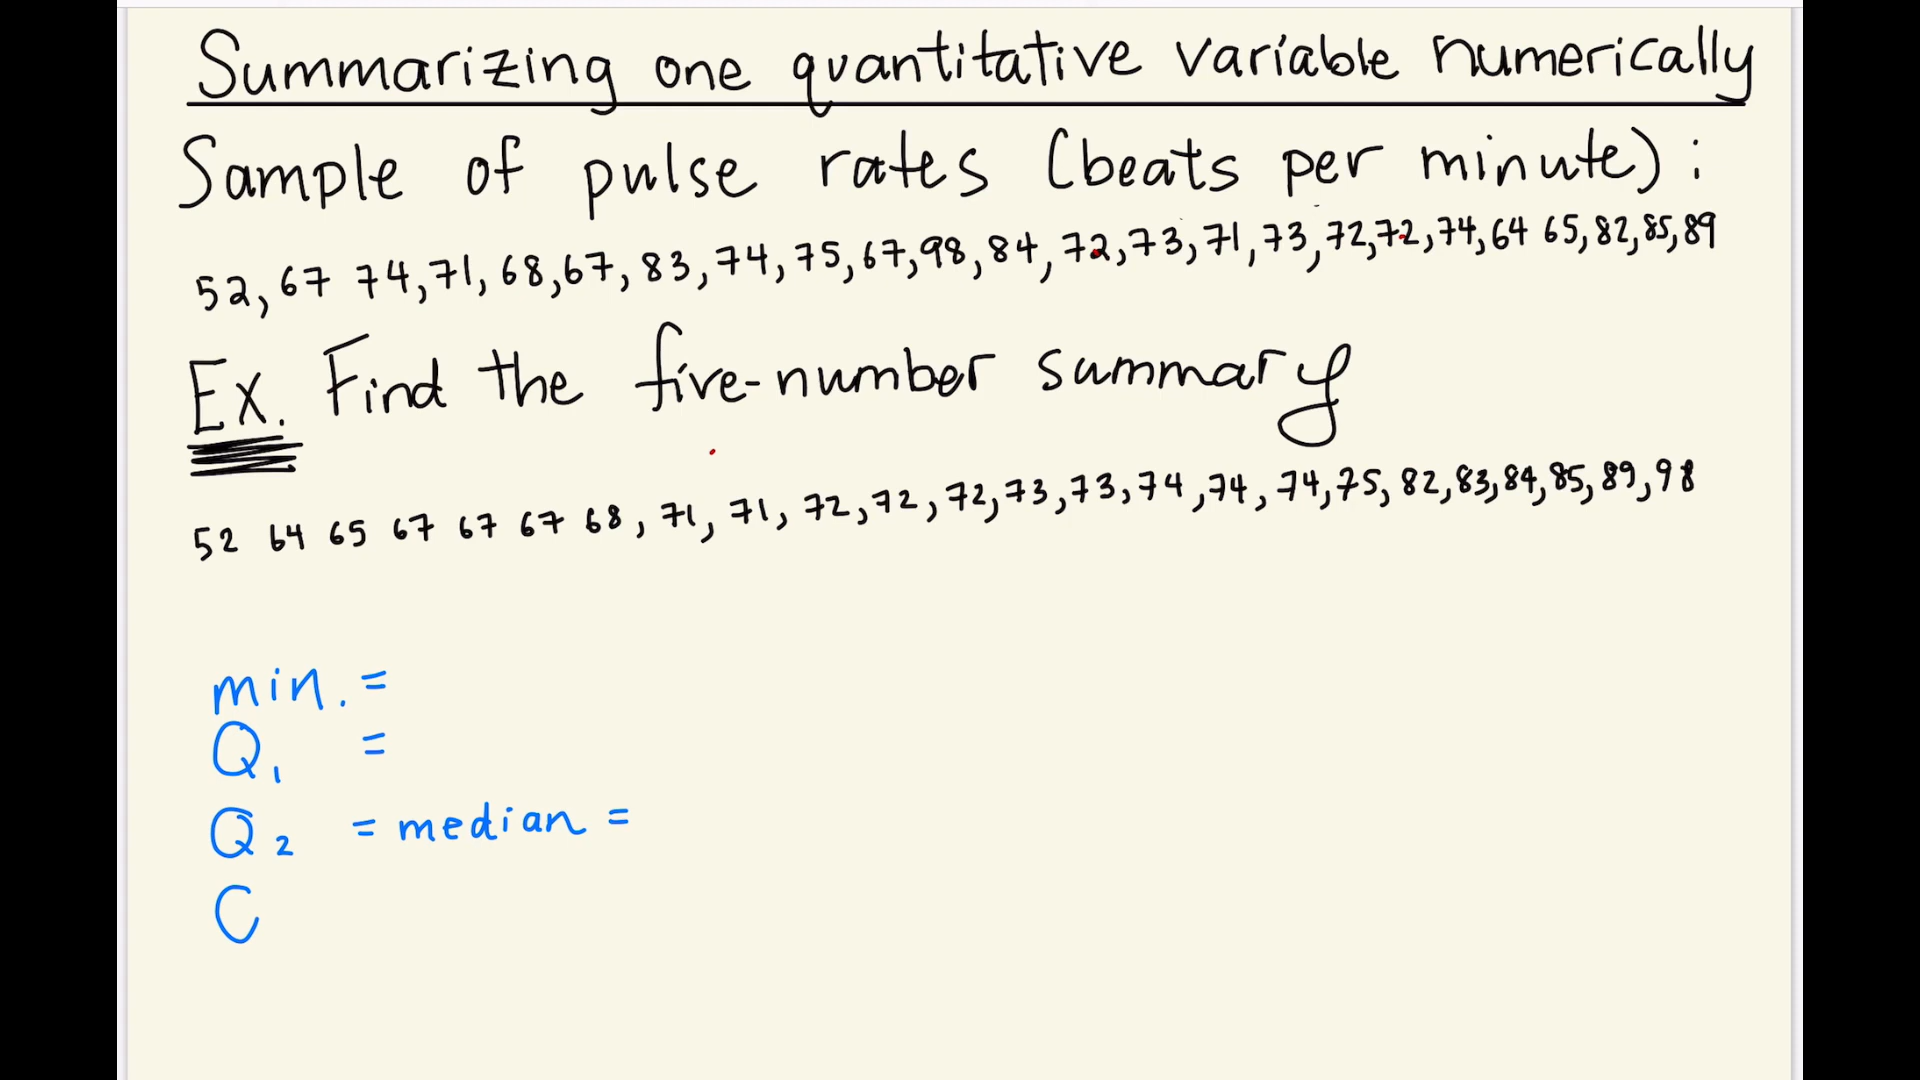 Summarizing one quantitative variable numerically
Sample of pulse rates (beats per minute) :
52, 67 74, 71, 68, 67, 83, 74, 75, 67, 98, 84, 72, 73, 71, 73, 72, 72, 74, 64 65, 82, 85, 89
Ex. Find the five-number summary
52 64 65 67 67 67 68, 71, 71, 72, 72, 72, 73, 73, 74, 74, 74, 75, 82, 83, 84, 85, 89, 98
min. =
Q1 =
Q2 = median =
C